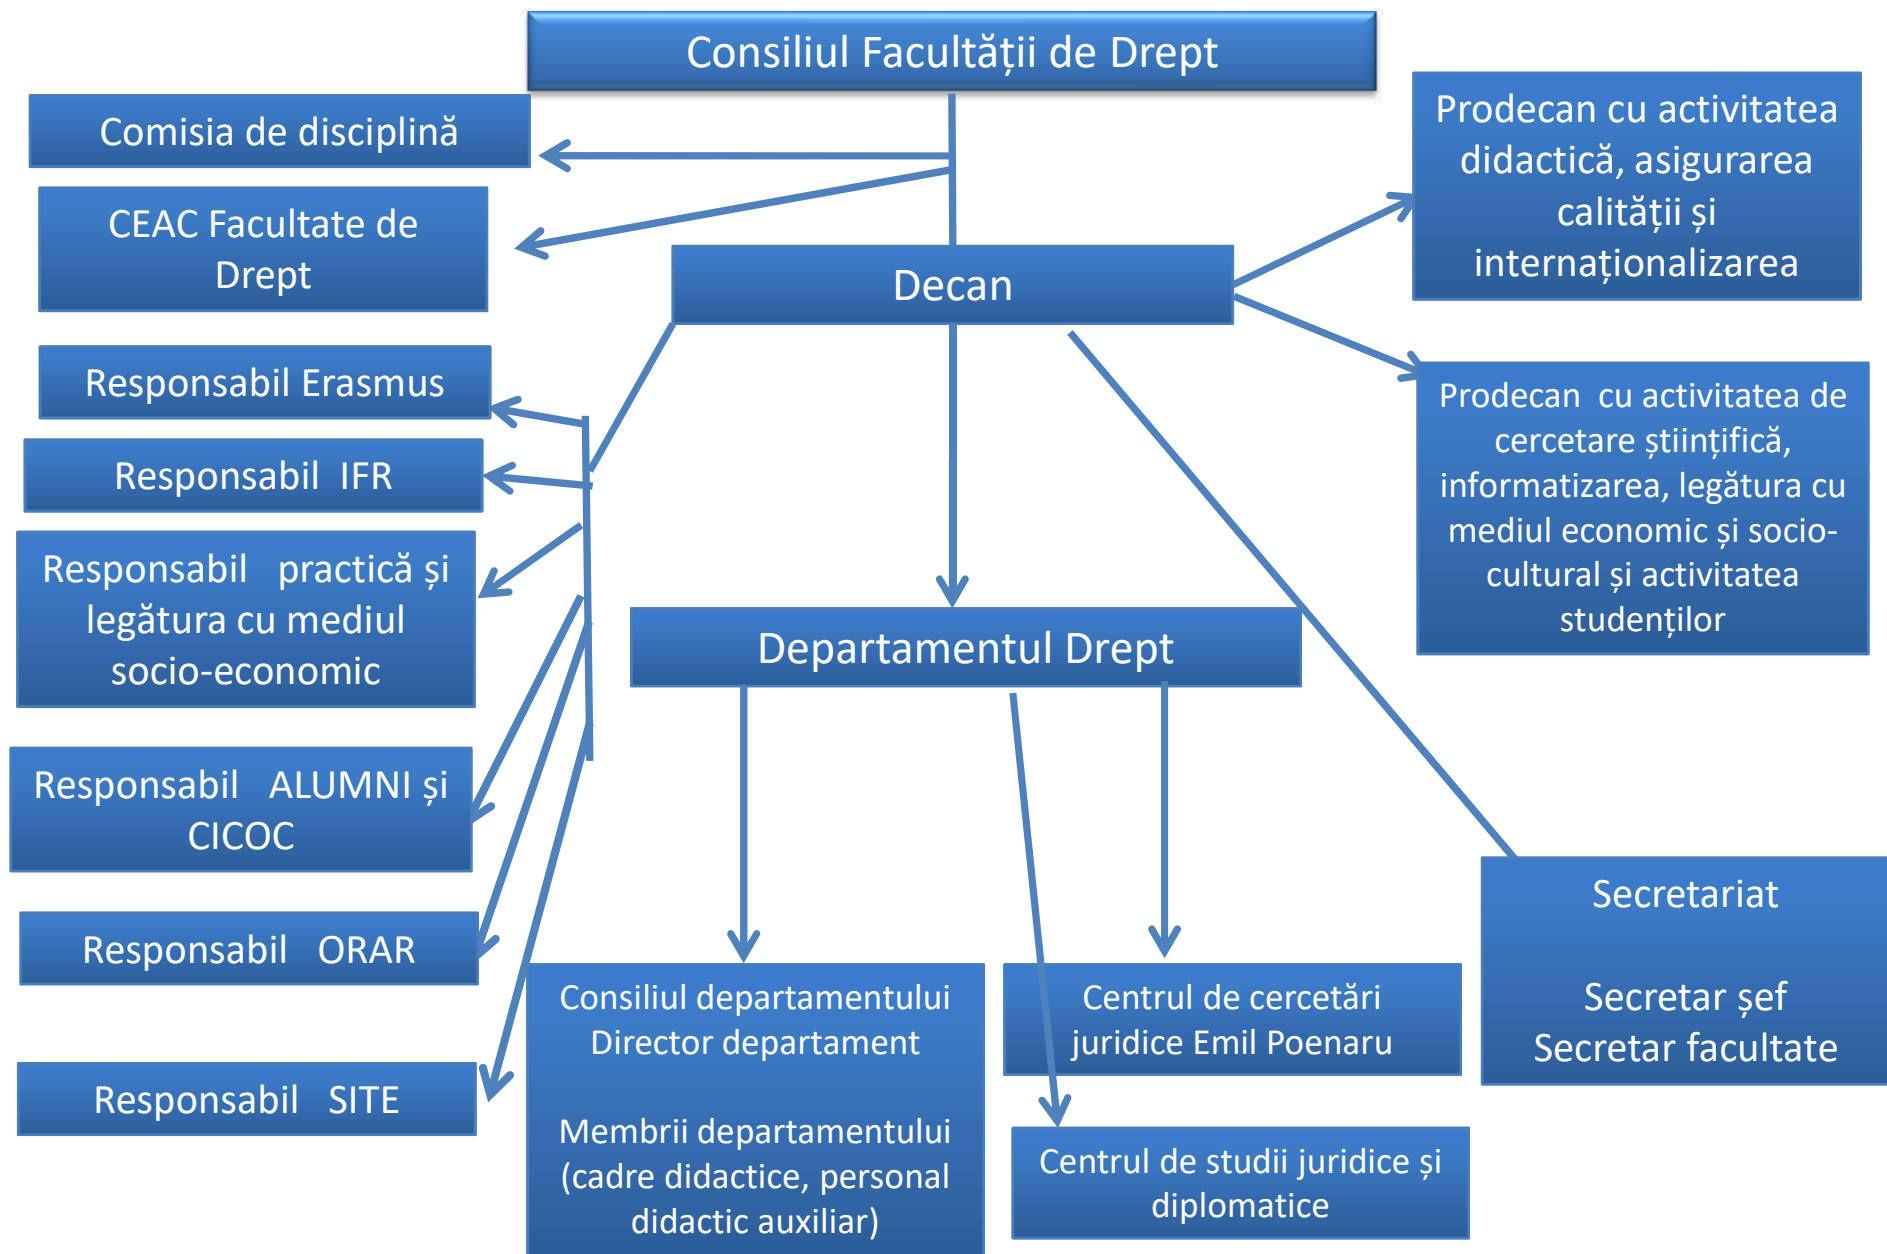 Consiliul Facultății de Drept
Comisia de disciplină
CEAC Facultate de
Drept
Decan
Prodecan cu activitatea
didactică, asigurarea
calității și
internaționalizarea
Prodecan cu activitatea de
cercetare științifică,
informatizarea, legătura cu
mediul economic și socio-
cultural și activitatea
studenților
Responsabil Erasmus
Responsabil IFR
Responsabil practică și
legătura cu mediul
socio-economic
Responsabil ALUMNI și
CICOC
Responsabil ORAR
Responsabil SITE
Departamentul Drept
Consiliul departamentului
Director departament
Membrii departamentului
(cadre didactice, personal
didactic auxiliar)
Centrul de cercetări
juridice Emil Poenaru
Centrul de studii juridice și
diplomatice
Secretariat
Secretar șef
Secretar facultate